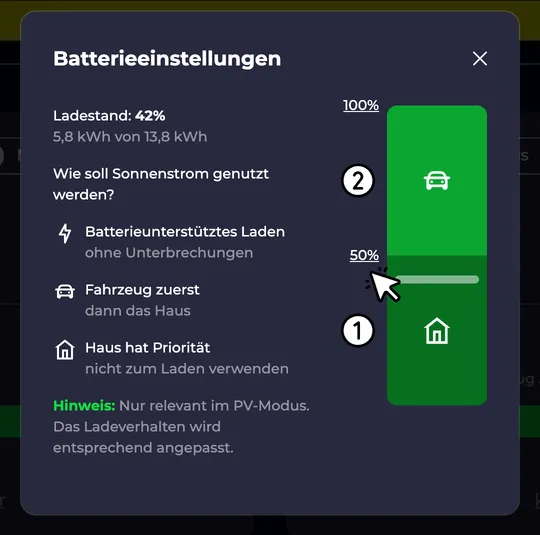 Batterieeinstellungen
Ladestand: 42%
5,8 kWh von 13,8 kWh
Wie soll Sonnenstrom genutzt
werden?
Batterieunterstütztes Laden
ohne Unterbrechungen
Fahrzeug zuerst
dann das Haus
Haus hat Priorität
nicht zum Laden verwenden
Hinweis: Nur relevant im PV-Modus.
Das Ladeverhalten wird
entsprechend angepasst.
100%
2
50%
1